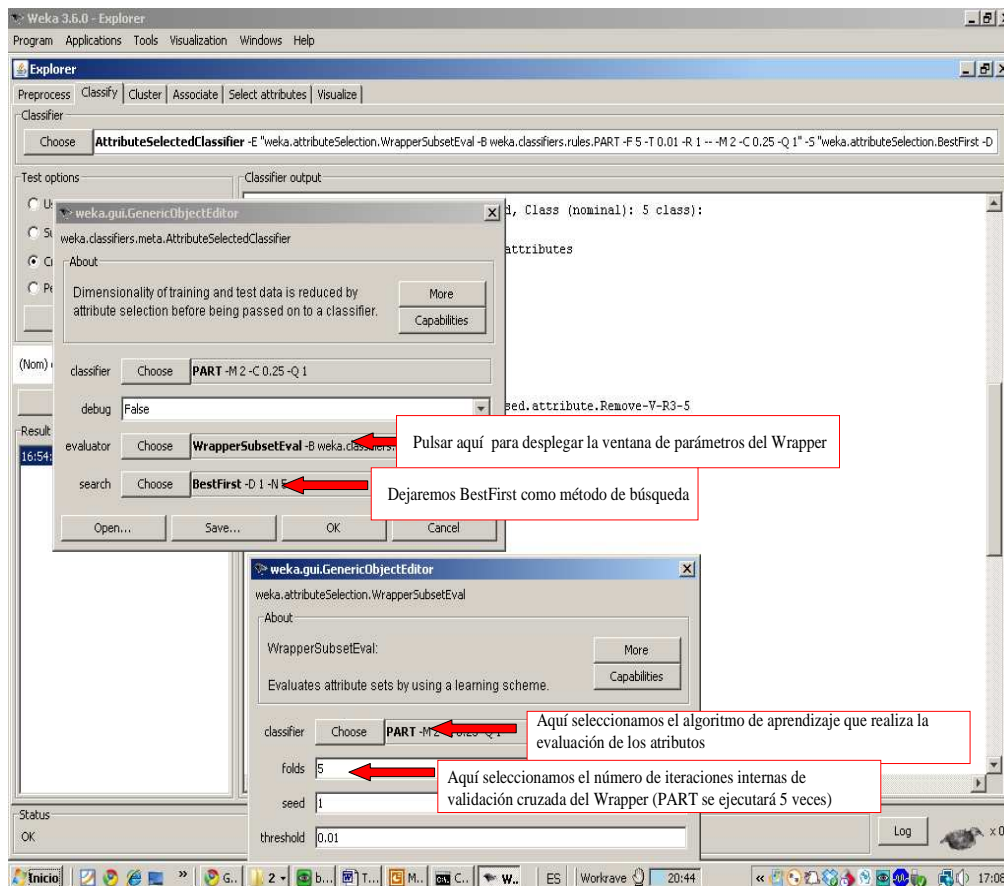 Weka 3.6.0 - Explorer
Program Applications Tools Visualization Windows Help
Explorer
Preprocess Classify Cluster Associate Select attributes Visualize
Classifier
Choose AttributeSelectedClassifier -E "weka.attributeSelection.WrapperSubsetEval -B weka.classifiers.rules.PART -F 5 -T 0.01 -R 1 -- -M 2 -C 0.25 -Q 1" -S "weka.attributeSelection.BestFirst -D
Test options
Classifier output
d, Class (nominal): 5 class):
attributes
(Nom)
sed.attribute.Remove-V-R3-5
Result
16:54:
weka.gui.GenericObjectEditor
weka.classifiers.meta.AttributeSelectedClassifier
About
Dimensionality of training and test data is reduced by
attribute selection before being passed on to a classifier.
More
Capabilities
classifier Choose PART -M 2 -C 0.25 -Q 1
debug False
evaluator Choose WrapperSubsetEval -B weka.classifiers.
Pulsar aquí para desplegar la ventana de parámetros del Wrapper
search Choose BestFirst -D 1 -N 5
Dejaremos BestFirst como método de búsqueda
Open... Save... OK Cancel
weka.gui.GenericObjectEditor
weka.attributeSelection.WrapperSubsetEval
About
WrapperSubsetEval:
Evaluates attribute sets by using a learning scheme.
More
Capabilities
classifier Choose PART -M 2 -C 0.25 -Q 1
Aquí seleccionamos el algoritmo de aprendizaje que realiza la
evaluación de los atributos
folds 5
Aquí seleccionamos el número de iteraciones internas de
validación cruzada del Wrapper (PART se ejecutará 5 veces)
seed 1
threshold 0.01
Status
OK
Log
x 0
Inicio » G.. 2 b... T... M.. C... W.. ES Workrave 20:44 « 17:08